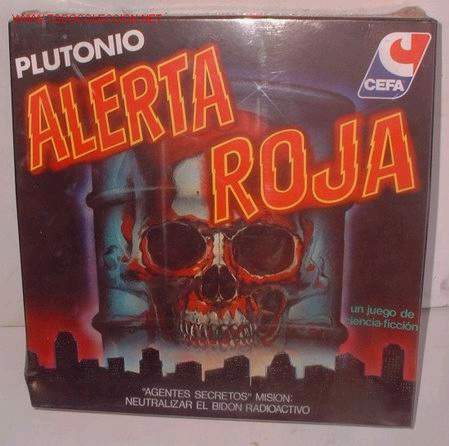 PLUTONIO
ALERTA
ROJA
CEFA
un juego de
ciencia-ficción
"AGENTES SECRETOS" MISION:
NEUTRALIZAR EL BIDON RADIOACTIVO